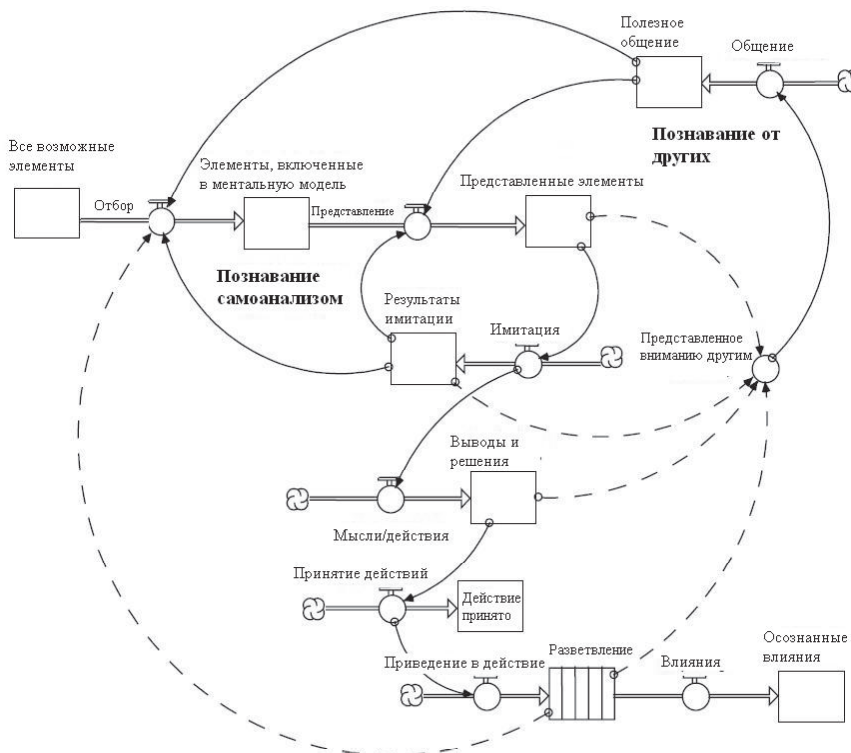 Полезное
общение
Общение
Познавание от
других
Все возможные
элементы
Отбор
Элементы, включенные
в ментальную модель
Представление
Представленные элементы
Познавание
самоанализом
Результаты
имитации
Имитация
Представленное
вниманию другим
Выводы и
решения
Мысли/действия
Принятие действий
Действие
принято
Приведение в действие
Разветвление
Влияния
Осознанные
влияния